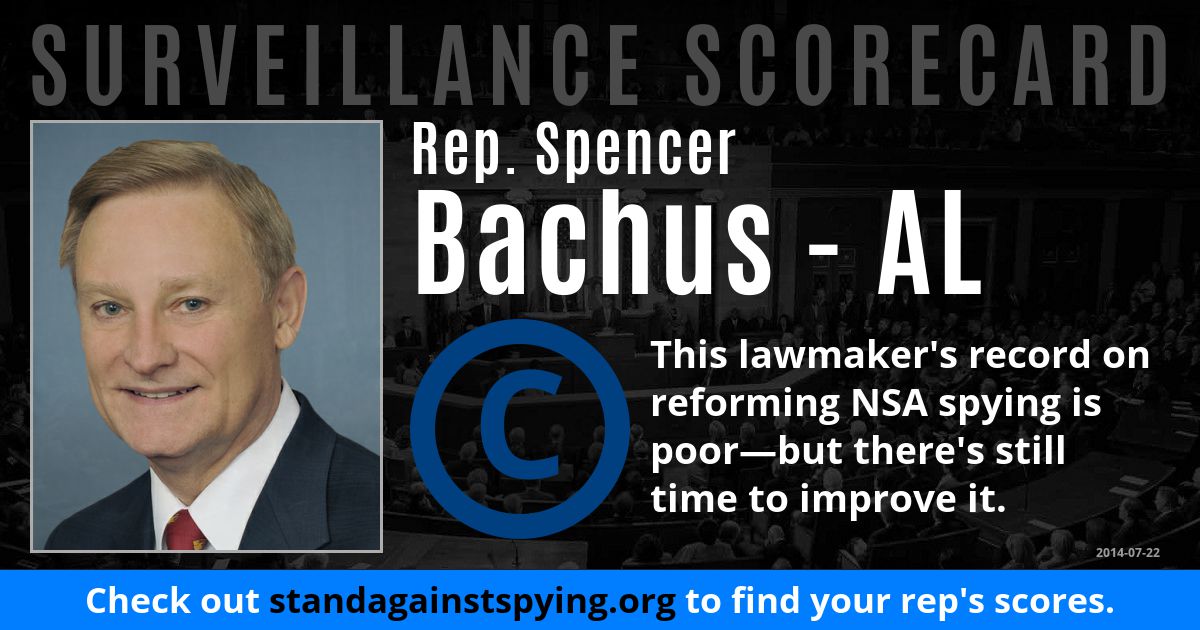 SURVEILLANCE SCORECARD
Rep. Spencer
Bachus - AL
C
This lawmaker's record on
reforming NSA spying is
poor—but there's still
time to improve it.
2014-07-22
Check out standagainstspying.org to find your rep's scores.